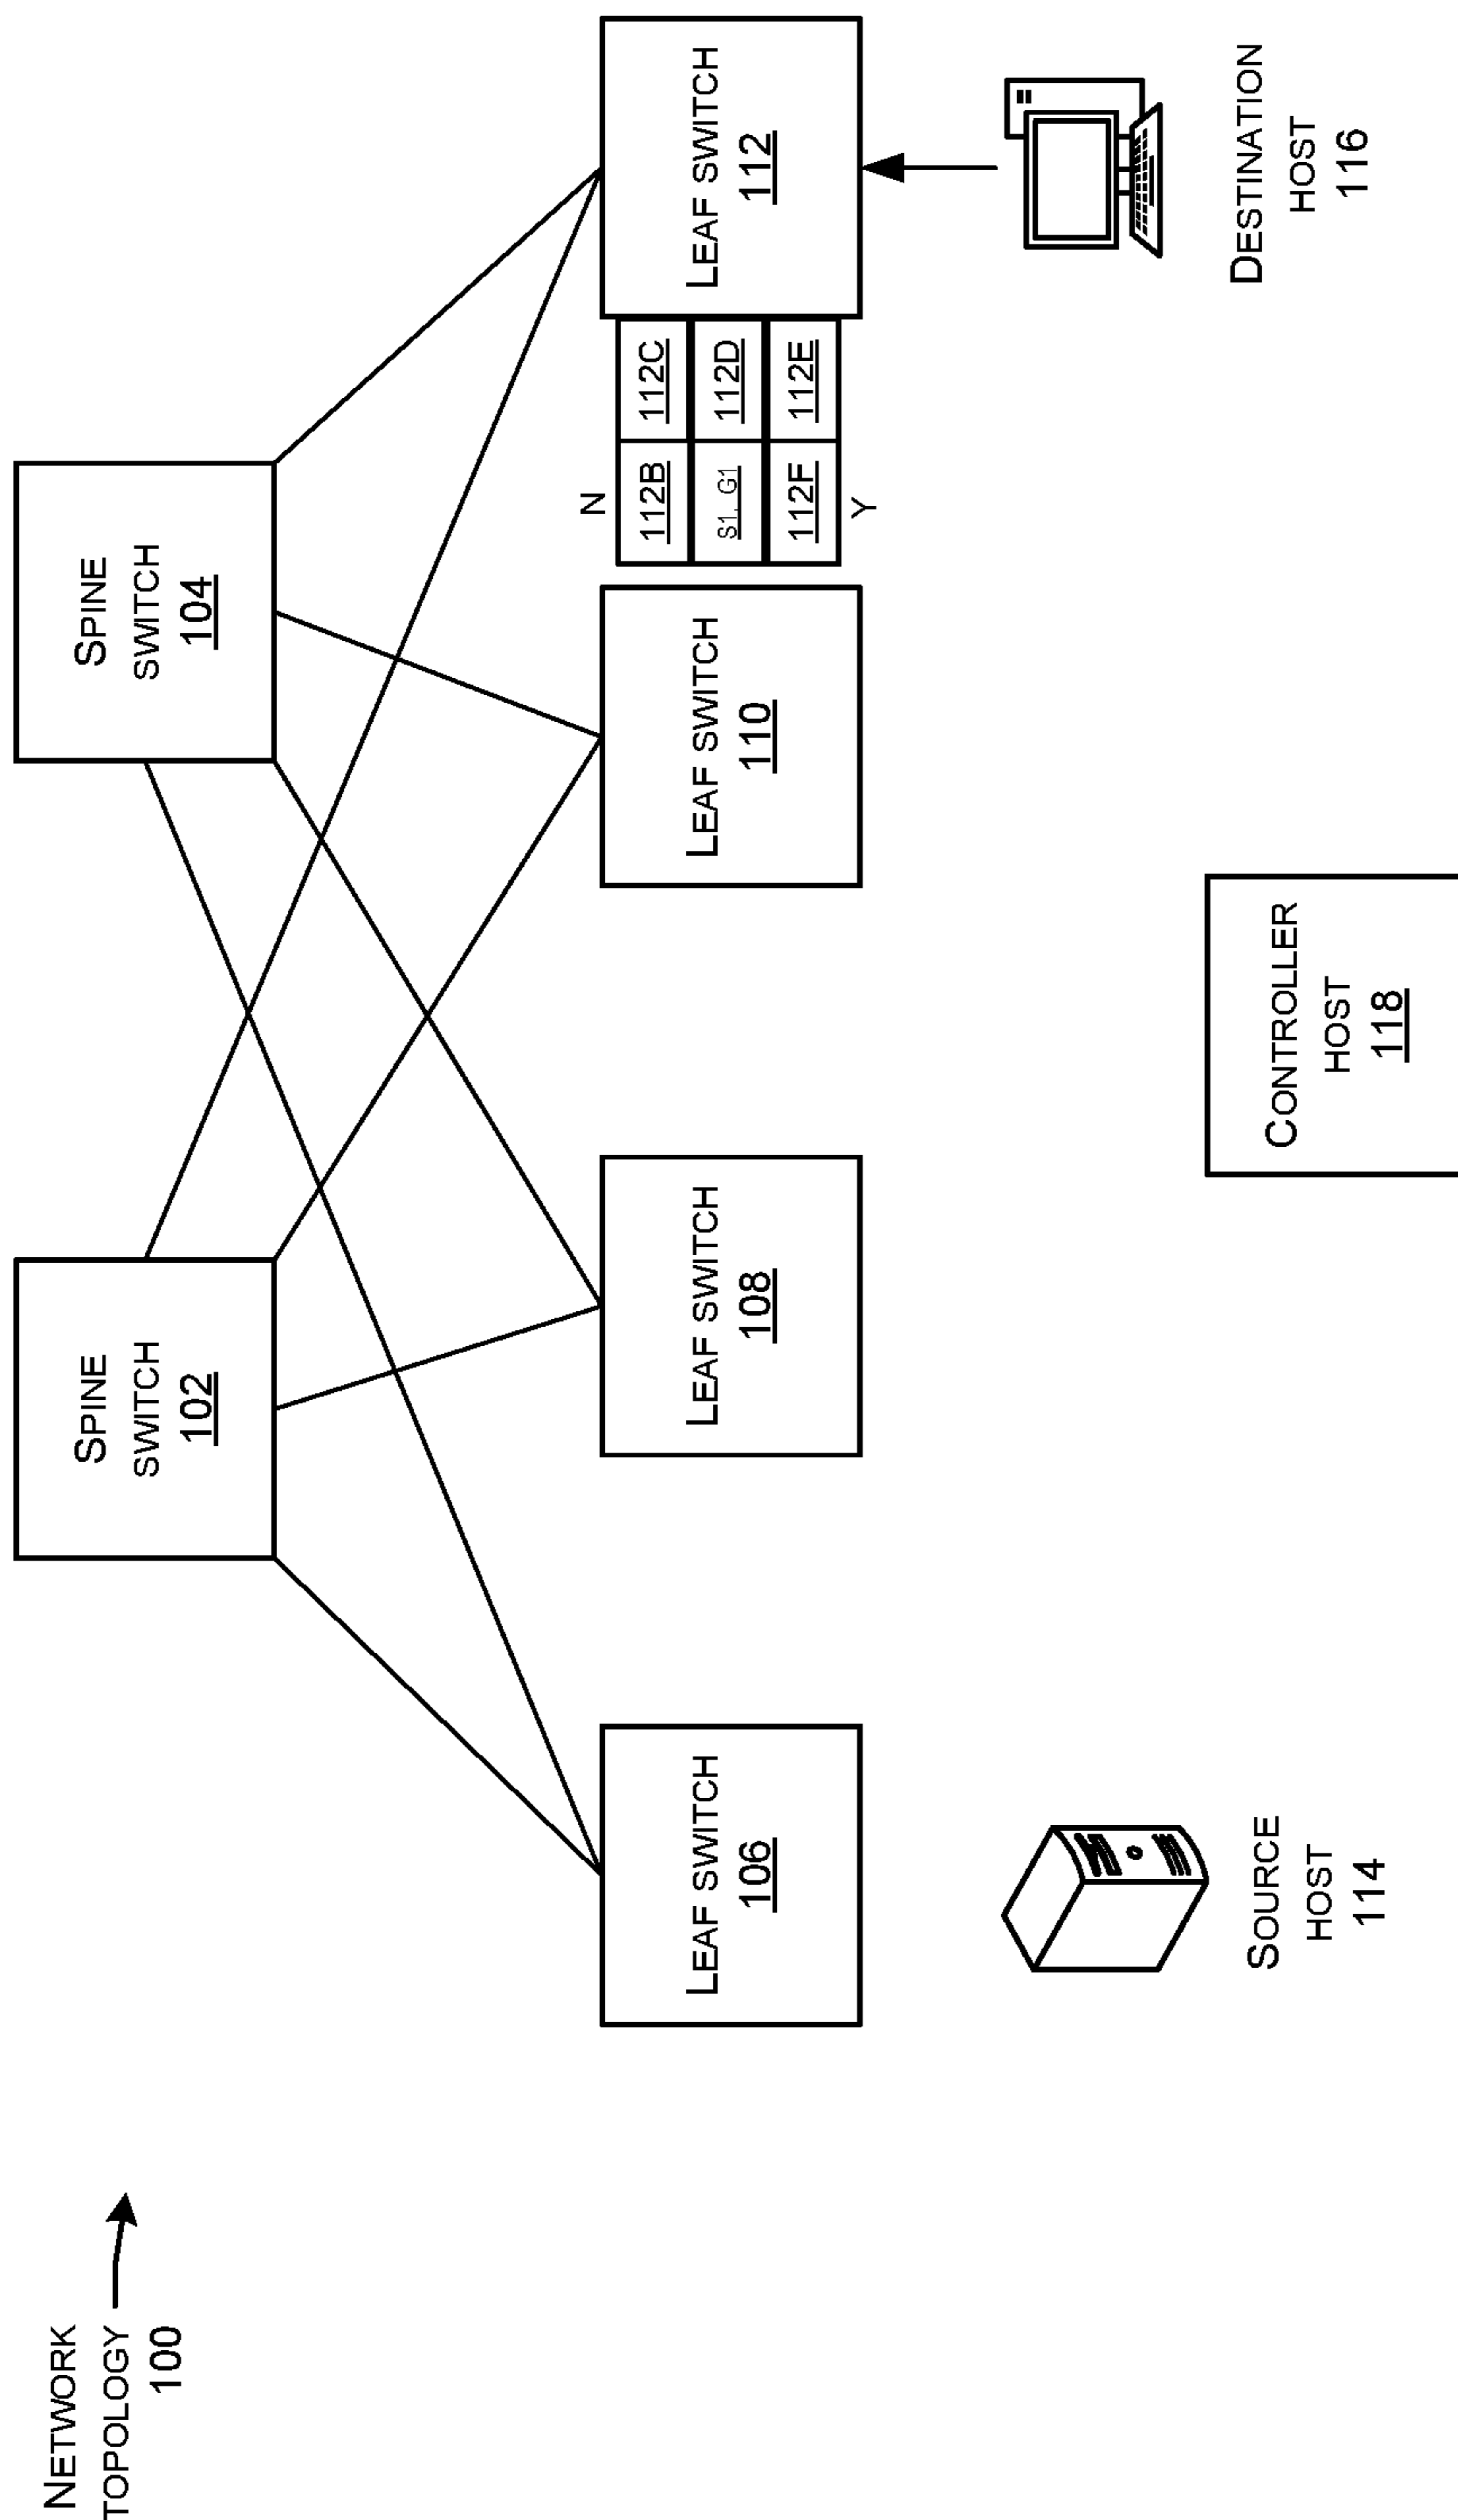 NETWORK
TOPOLOGY
100
SPINE
SWITCH
102
SPINE
SWITCH
104
LEAF SWITCH
106
LEAF SWITCH
108
LEAF SWITCH
110
N
112B
112C
S1, G1
112D
112F
112E
Y
LEAF SWITCH
112
SOURCE
HOST
114
CONTROLLER
HOST
118
DESTINATION
HOST
116